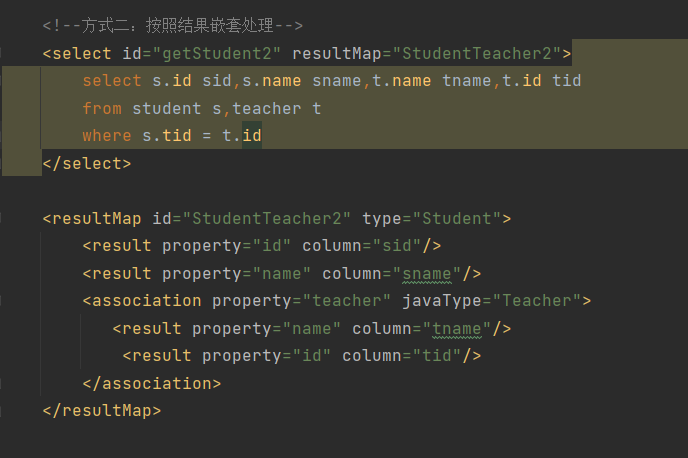 <!--方式二：按照结果嵌套处理-->
<select id="getStudent2" resultMap="StudentTeacher2">
select s.id sid,s.name sname,t.name tname,t.id tid
from student s,teacher t
where s.tid = t.id
</select>
<resultMap id="StudentTeacher2" type="Student">
<result property="id" column="sid"/>
<result property="name" column="sname"/>
<association property="teacher" javaType="Teacher">
<result property="name" column="tname"/>
<result property="id" column="tid"/>
</association>
</resultMap>